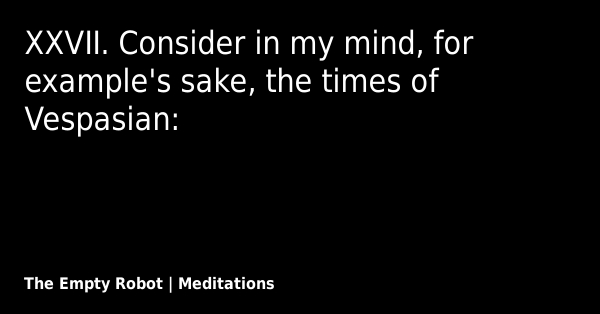 XXVII. Consider in my mind, for
example's sake, the times of
Vespasian:
The Empty Robot | Meditations